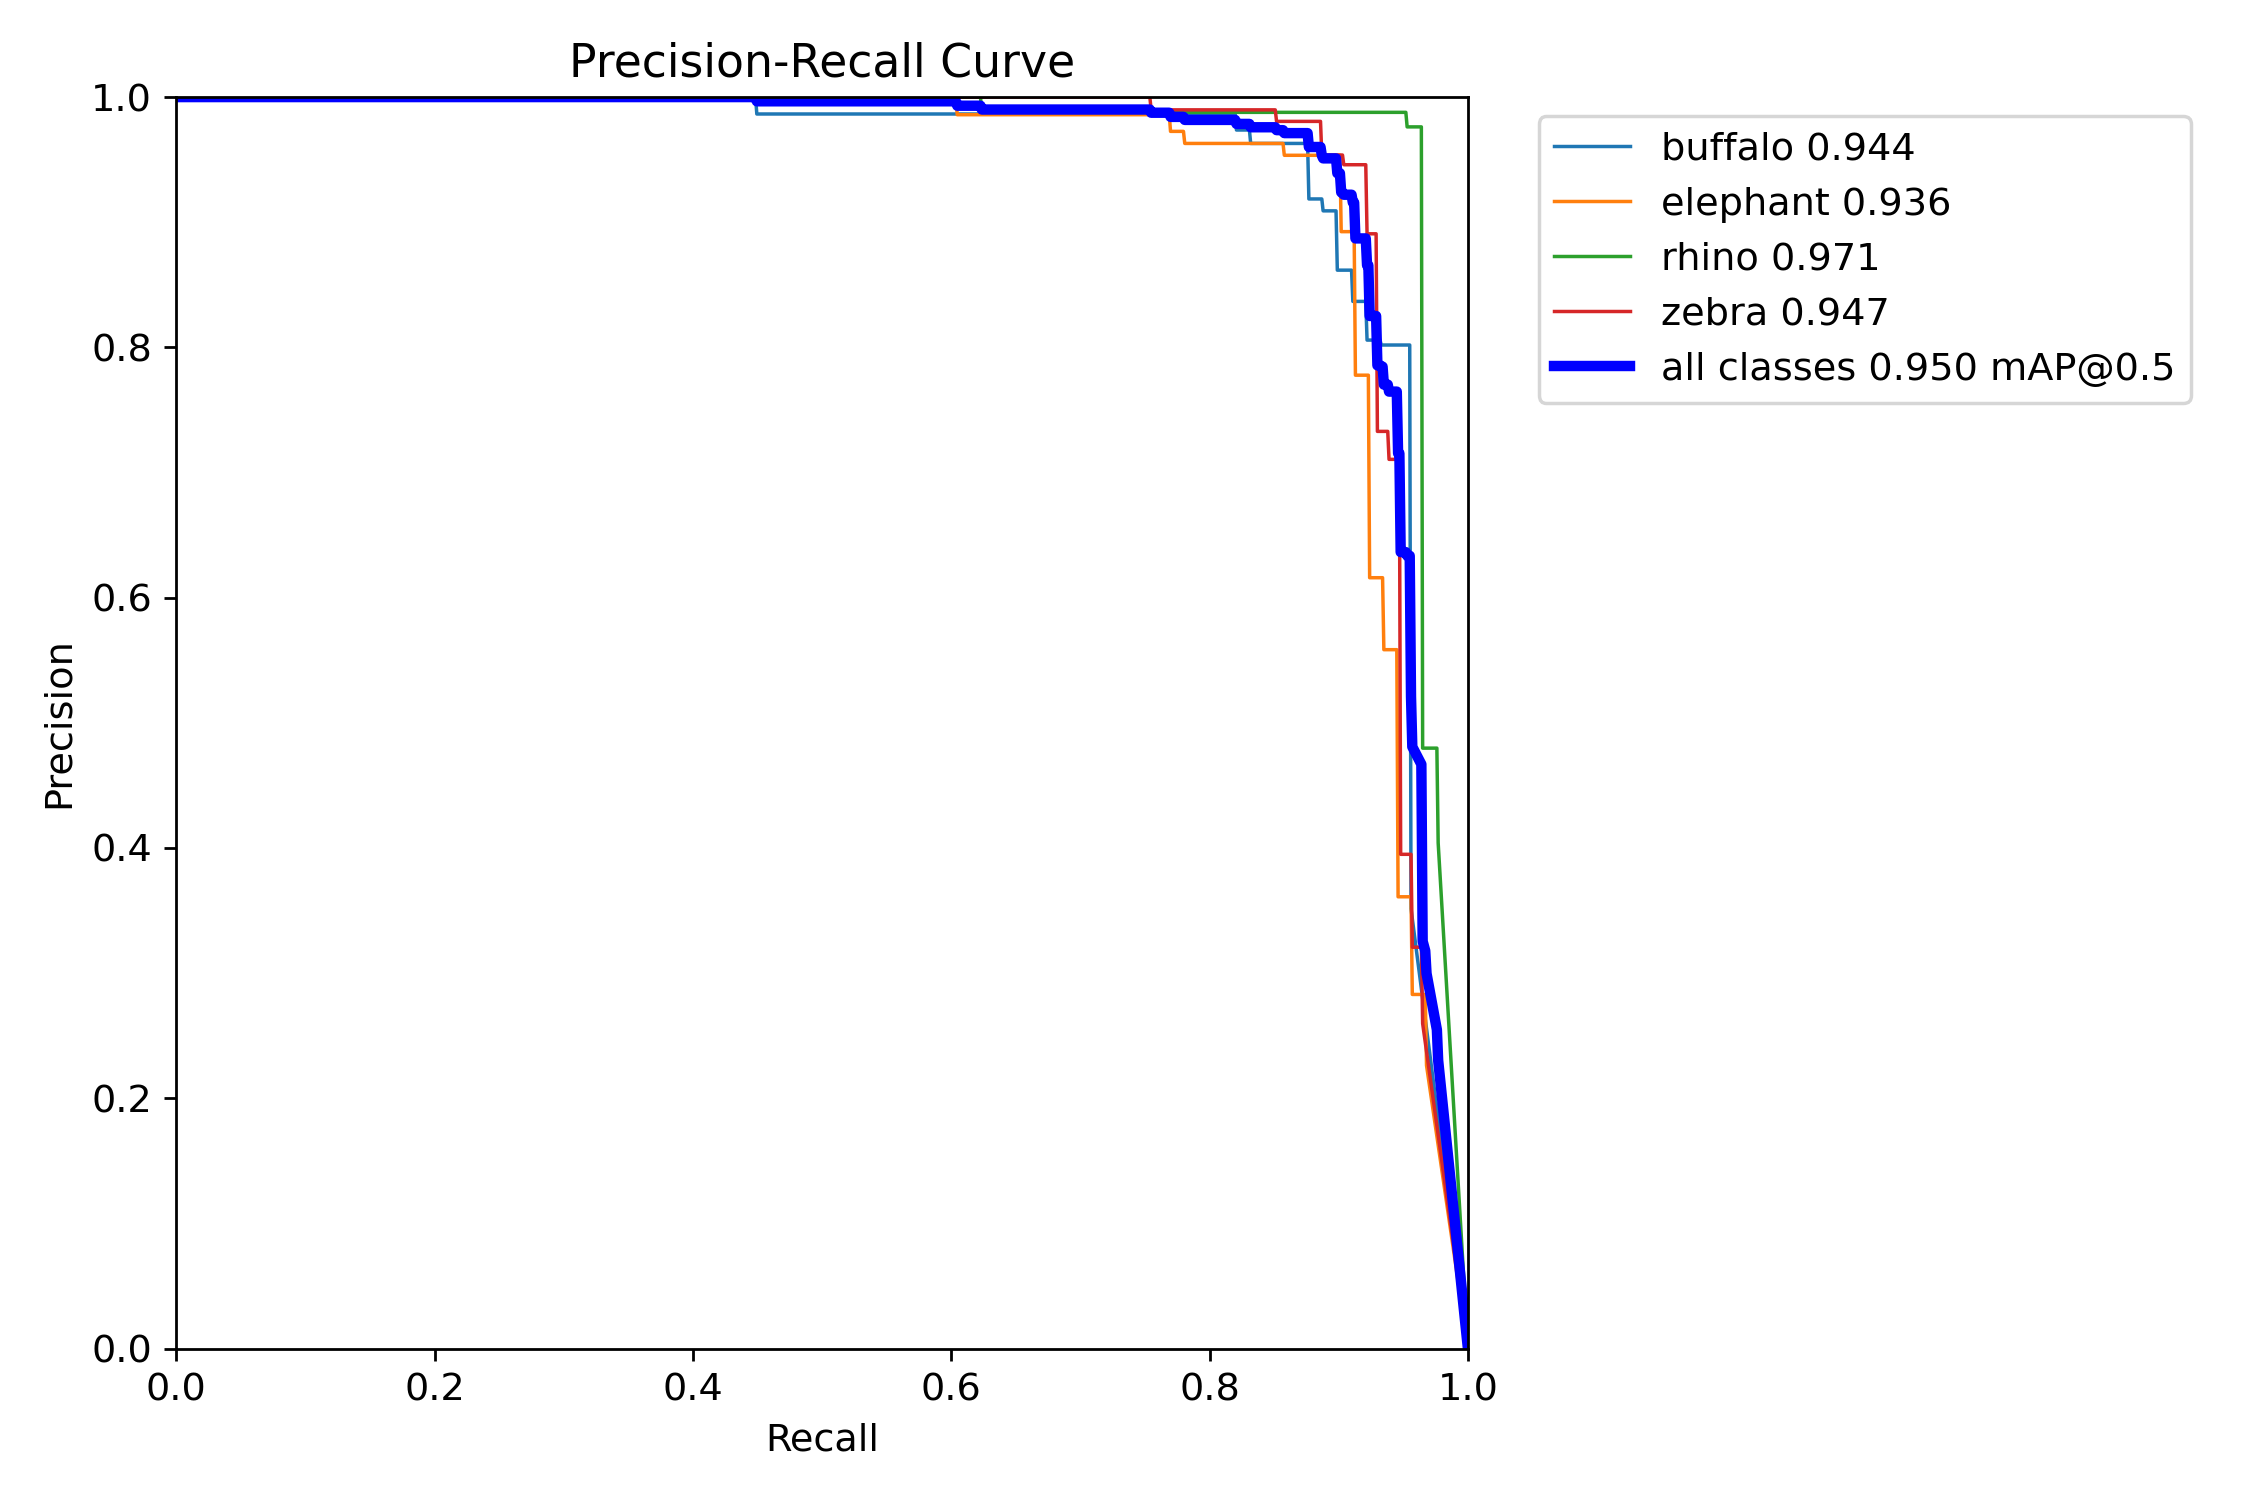 Precision-Recall Curve
1.0
0.8
0.6
0.4
0.2
0.0
Precision
0.0 0.2 0.4 0.6 0.8 1.0
Recall
buffalo 0.944
elephant 0.936
rhino 0.971
zebra 0.947
all classes 0.950 mAP@0.5